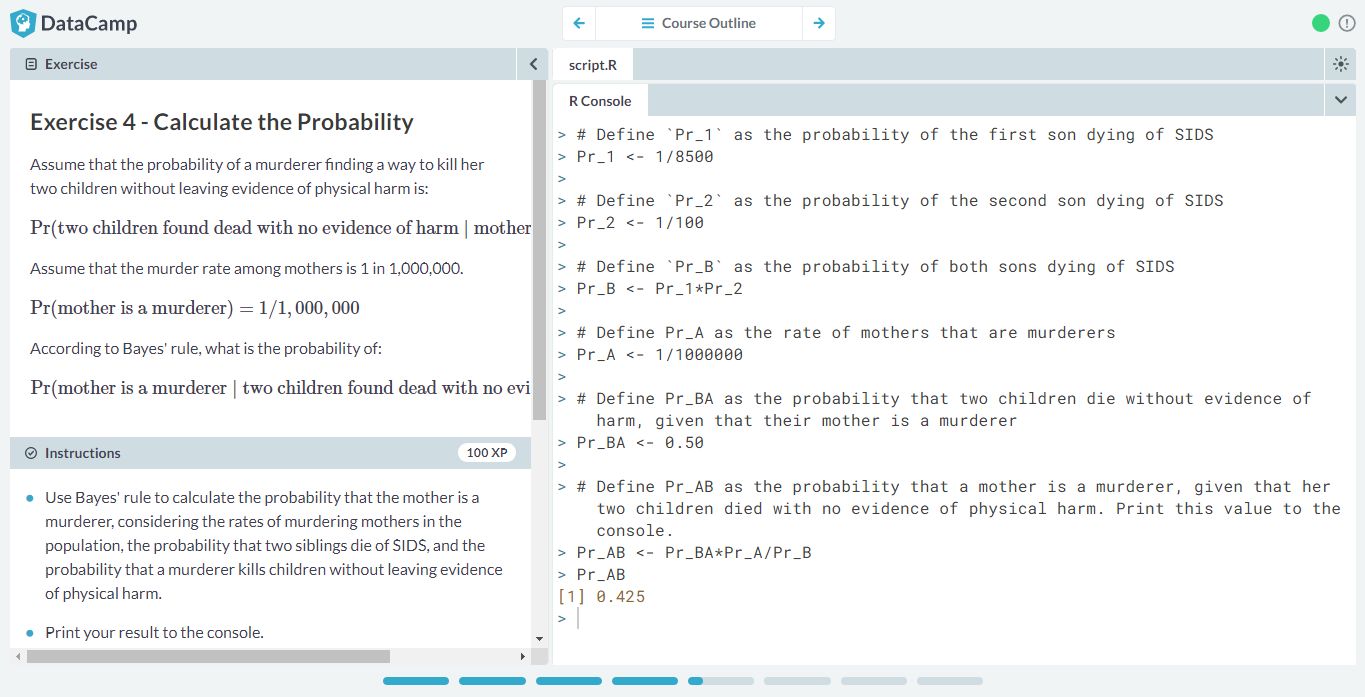 DataCamp
Course Outline
Exercise
script.R
R Console
Exercise 4 - Calculate the Probability
Assume that the probability of a murderer finding a way to kill her
two children without leaving evidence of physical harm is:
Pr(two children found dead with no evidence of harm | mother
Assume that the murder rate among mothers is 1 in 1,000,000.
Pr(mother is a murderer) = 1/1, 000, 000
According to Bayes' rule, what is the probability of:
Pr(mother is a murderer | two children found dead with no evi
Instructions
100 XP
• Use Bayes' rule to calculate the probability that the mother is a
murderer, considering the rates of murdering mothers in the
population, the probability that two siblings die of SIDS, and the
probability that a murderer kills children without leaving evidence
of physical harm.
• Print your result to the console.
> # Define `Pr_1` as the probability of the first son dying of SIDS
> Pr_1 <- 1/8500
>
> # Define `Pr_2` as the probability of the second son dying of SIDS
> Pr_2 <- 1/100
>
> # Define `Pr_B` as the probability of both sons dying of SIDS
> Pr_B <- Pr_1*Pr_2
>
> # Define Pr_A as the rate of mothers that are murderers
> Pr_A <- 1/1000000
>
> # Define Pr_BA as the probability that two children die without evidence of
harm, given that their mother is a murderer
> Pr_BA <- 0.50
>
> # Define Pr_AB as the probability that a mother is a murderer, given that her
two children died with no evidence of physical harm. Print this value to the
console.
> Pr_AB <- Pr_BA*Pr_A/Pr_B
> Pr_AB
[1] 0.425
>